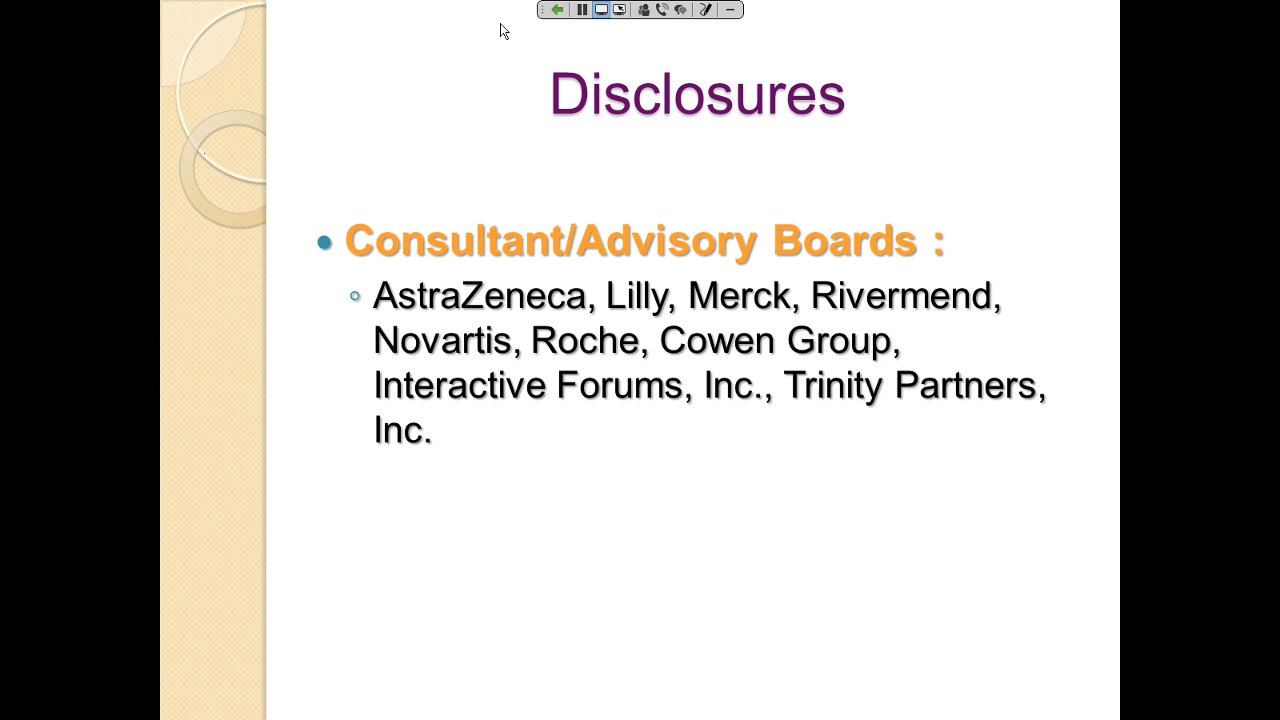 Disclosures
Consultant/Advisory Boards :
AstraZeneca, Lilly, Merck, Rivermend,
Novartis, Roche, Cowen Group,
Interactive Forums, Inc., Trinity Partners,
Inc.